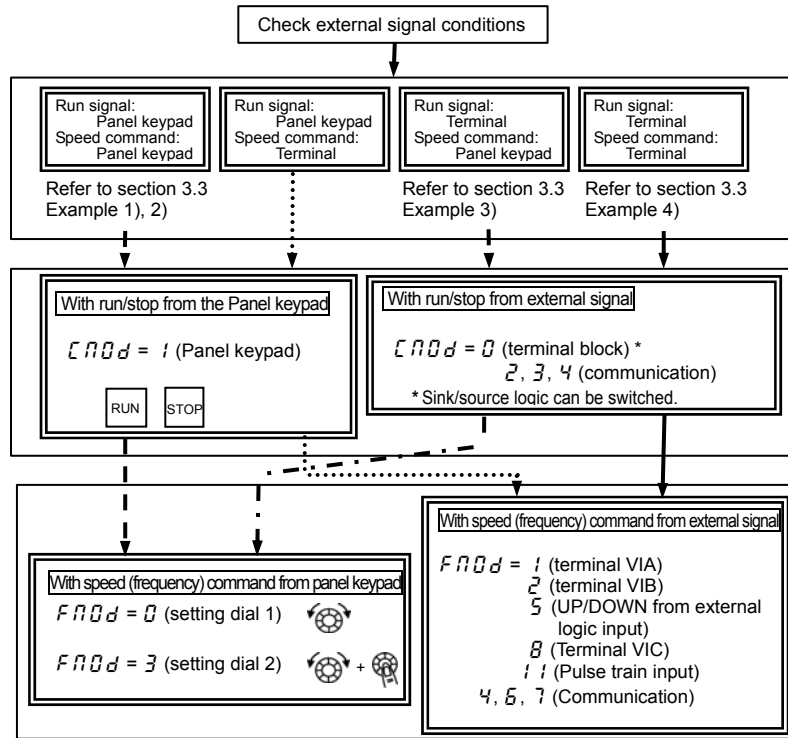 Check external signal conditions
Run signal:
Panel keypad
Speed command:
Panel keypad
Run signal:
Panel keypad
Speed command:
Terminal
Run signal:
Terminal
Speed command:
Panel keypad
Run signal:
Terminal
Speed command:
Terminal
Refer to section 3.3
Example 1), 2)
Refer to section 3.3
Example 3)
Refer to section 3.3
Example 4)
With run/stop from the Panel keypad
CMOd = 1 (Panel keypad)
RUN
STOP
With run/stop from external signal
CMOd = 0 (terminal block) *
2, 3, 4 (communication)
* Sink/source logic can be switched.
With speed (frequency) command from panel keypad
FMOd = 0 (setting dial 1)
FMOd = 3 (setting dial 2) +
With speed (frequency) command from external signal
FMOd = 1 (terminal VIA)
2 (terminal VIB)
5 (UP/DOWN from external
logic input)
8 (Terminal VIC)
11 (Pulse train input)
4, 6, 7 (Communication)